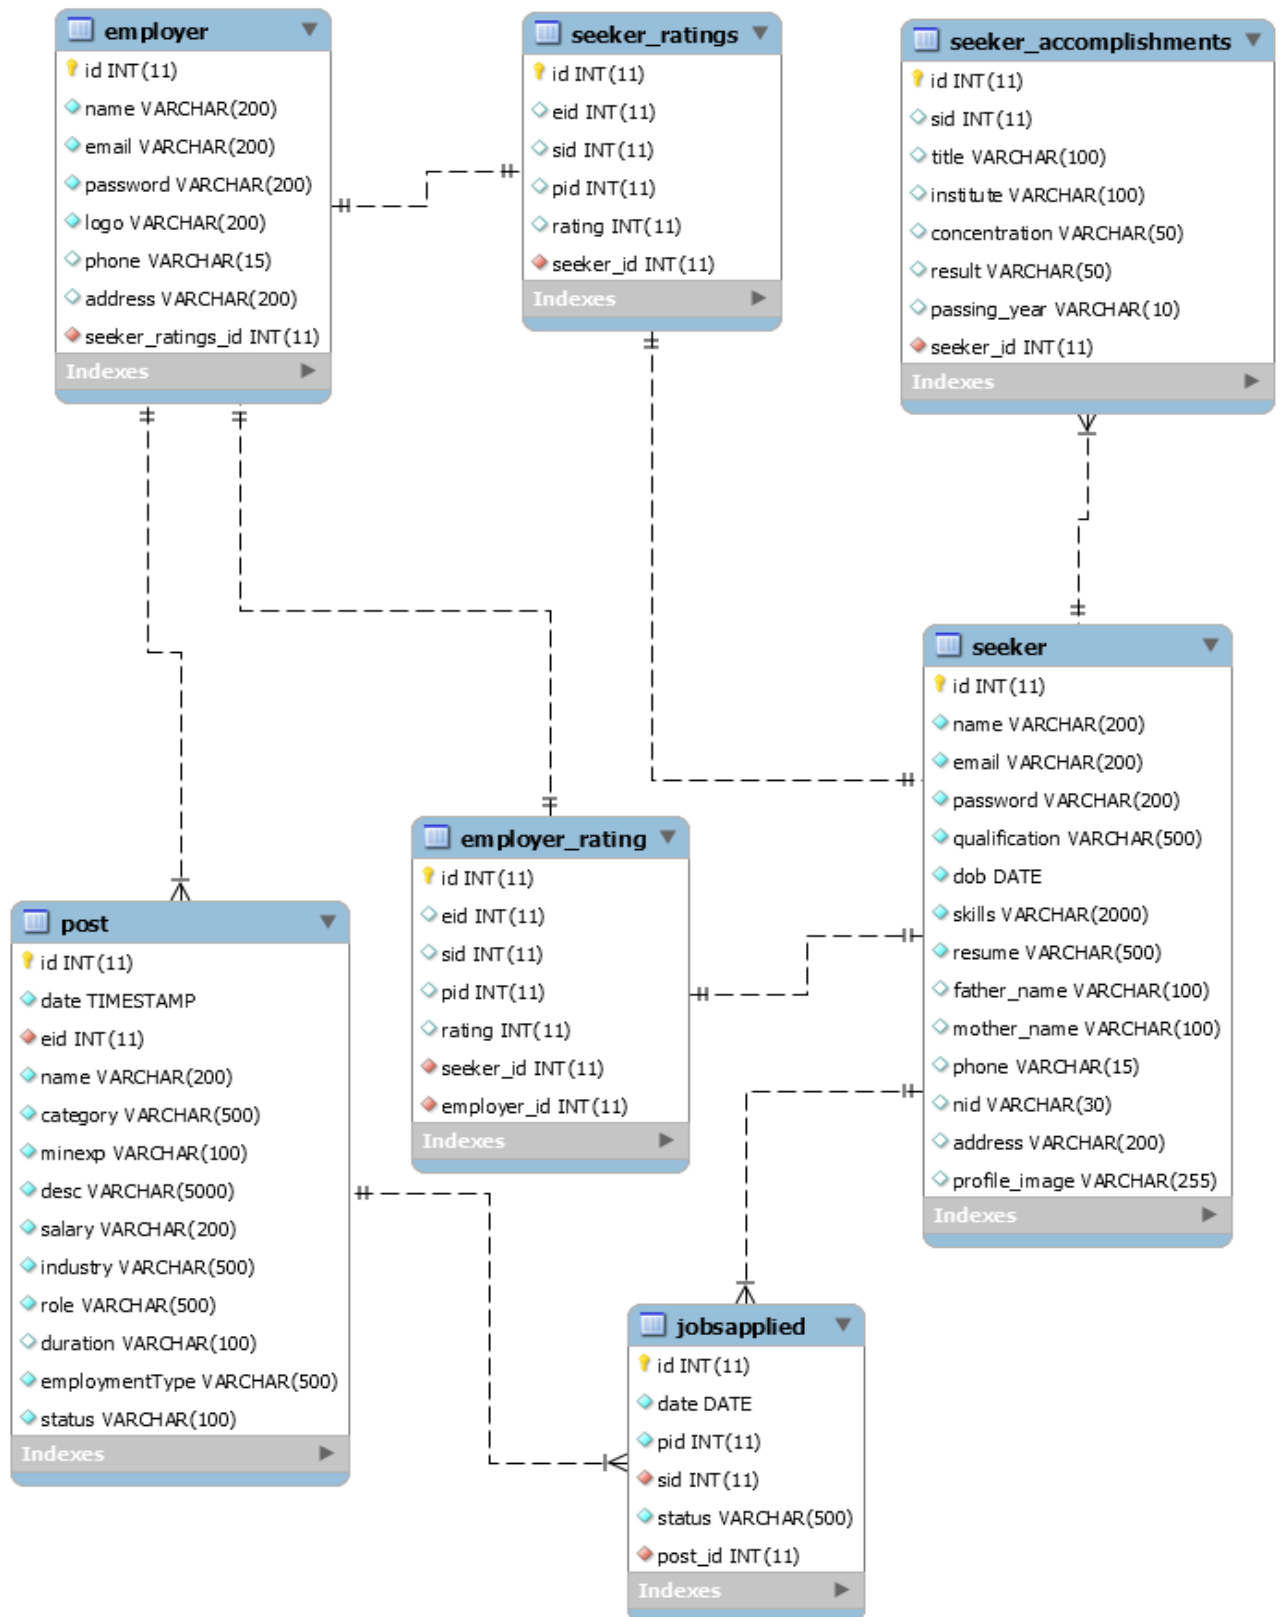 employer
id INT(11)
name VARCHAR(200)
email VARCHAR(200)
password VARCHAR(200)
logo VARCHAR(200)
phone VARCHAR(15)
address VARCHAR(200)
seeker_ratings_id INT(11)
Indexes
seeker_ratings
id INT(11)
eid INT(11)
sid INT(11)
pid INT(11)
rating INT(11)
seeker_id INT(11)
Indexes
seeker_accomplishments
id INT(11)
sid INT(11)
title VARCHAR(100)
institute VARCHAR(100)
concentration VARCHAR(50)
result VARCHAR(50)
passing_year VARCHAR(10)
seeker_id INT(11)
Indexes
seeker
id INT(11)
name VARCHAR(200)
email VARCHAR(200)
password VARCHAR(200)
qualification VARCHAR(500)
dob DATE
skills VARCHAR(2000)
resume VARCHAR(500)
father_name VARCHAR(100)
mother_name VARCHAR(100)
phone VARCHAR(15)
nid VARCHAR(30)
address VARCHAR(200)
profile_image VARCHAR(255)
Indexes
employer_rating
id INT(11)
eid INT(11)
sid INT(11)
pid INT(11)
rating INT(11)
seeker_id INT(11)
employer_id INT(11)
Indexes
post
id INT(11)
date TIMESTAMP
eid INT(11)
name VARCHAR(200)
category VARCHAR(500)
minexp VARCHAR(100)
desc VARCHAR(5000)
salary VARCHAR(200)
industry VARCHAR(500)
role VARCHAR(500)
duration VARCHAR(100)
employmentType VARCHAR(500)
status VARCHAR(100)
Indexes
jobsapplied
id INT(11)
date DATE
pid INT(11)
sid INT(11)
status VARCHAR(500)
post_id INT(11)
Indexes